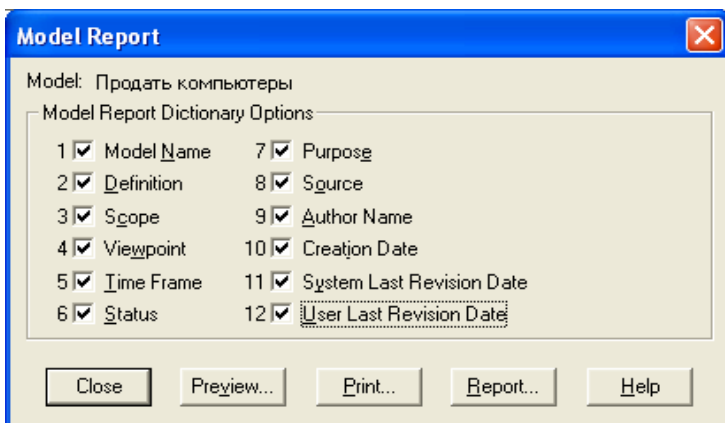 Model Report
Model: Продать компьютеры
Model Report Dictionary Options
1 Model Name 7 Purpose
2 Definition 8 Source
3 Scope 9 Author Name
4 Viewpoint 10 Creation Date
5 Time Frame 11 System Last Revision Date
6 Status 12 User Last Revision Date
Close Preview... Print... Report... Help